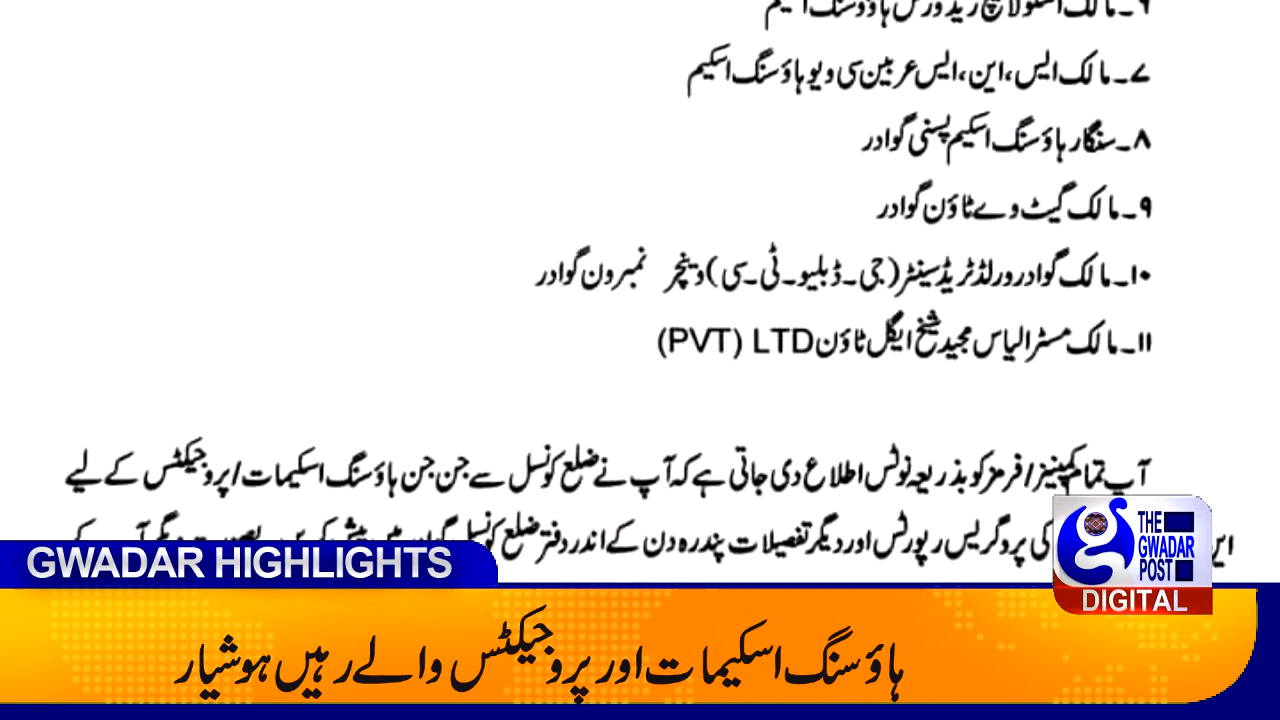 ۷۔مالک ایس،این،ایس عربین سی ویو ہاؤسنگ اسکیم
۸۔سنگار ہاؤسنگ اسکیم پسنی گوادر
۹۔مالک گیٹ وے ٹاؤن گوادر
۱۰۔مالک گوادر ورلڈ ٹریڈ سینٹر (جی۔ڈبلیو۔ٹی۔سی) وینچر نمبر ون گوادر
۱۱۔مالک مسٹر الیاس مجید شیخ ایگل ٹاؤن (PVT) LTD
آپ تمام کمپنیز/فرمز کو بذریعہ نوٹس اطلاع دی جاتی ہے کہ آپ نے ضلع کونسل سے جن جن ہاؤسنگ اسکیمات/پروجیکٹس کے لیے
کی پروگریس رپورٹس اور دیگر تفصیلات پندرہ دن کے اندر دفتر ضلع کونسل
THE
GWADAR
POST
DIGITAL
GWADAR HIGHLIGHTS
ہاؤسنگ اسکیمات اور پروجیکٹس والے رہیں ہوشیار